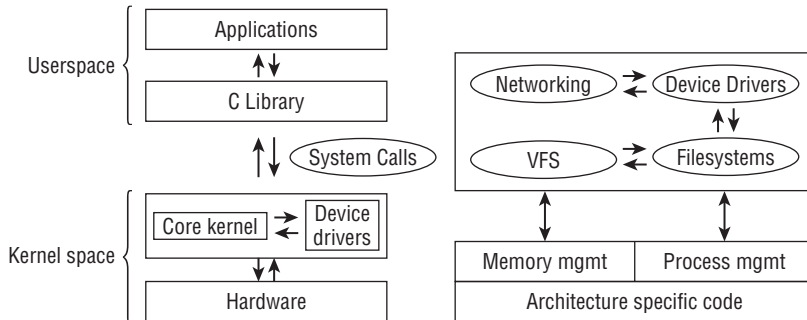 Userspace
Applications
C Library
System Calls
Kernel space
Core kernel
Device
drivers
Hardware
Networking
Device Drivers
VFS
Filesystems
Memory mgmt
Process mgmt
Architecture specific code